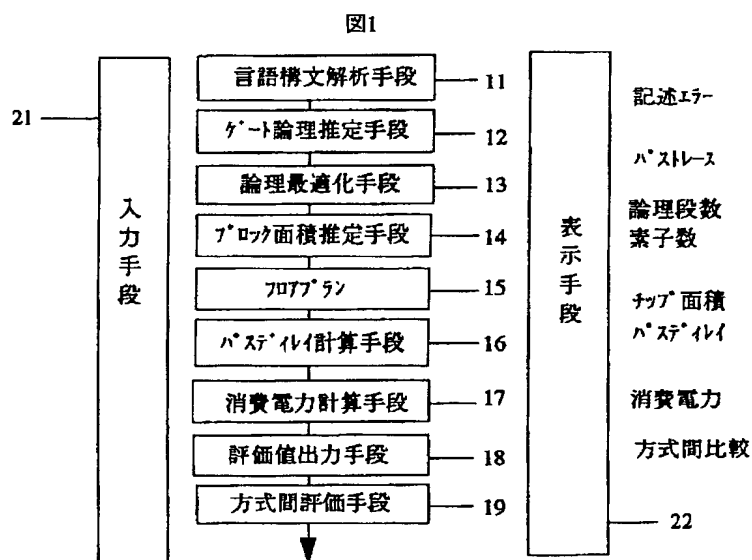 図1
21
入力手段
言語構文解析手段
11
ゲート論理推定手段
12
論理最適化手段
13
ブロック面積推定手段
14
フロアプラン
15
パスディレイ計算手段
16
消費電力計算手段
17
評価値出力手段
18
方式間評価手段
19
表示手段
22
記述エラー
パストレース
論理段数
素子数
チップ面積
パスディレイ
消費電力
方式間比較